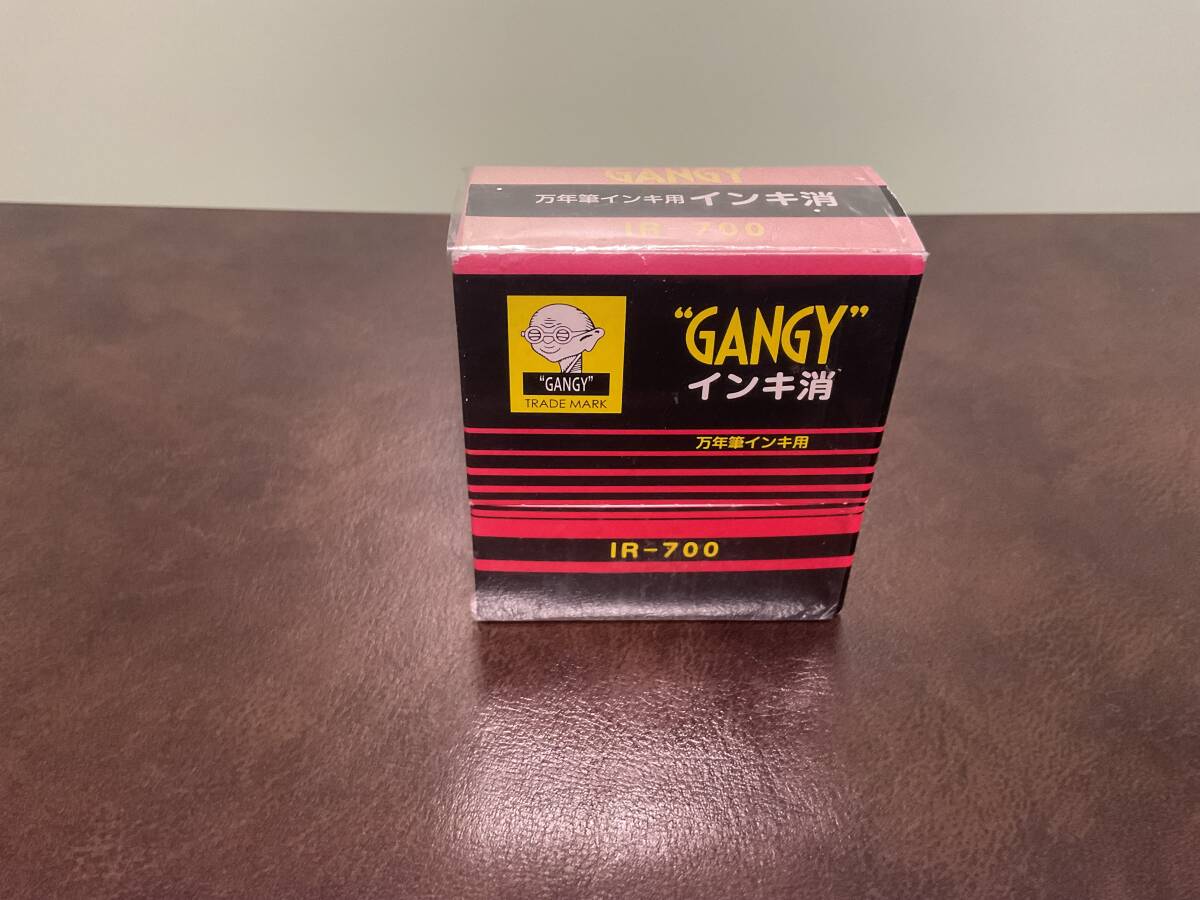 GANGY
万年筆インキ用 インキ消
IR-700
"GANGY"
TRADE MARK
“GANGY”
インキ消
万年筆インキ用
IR-700